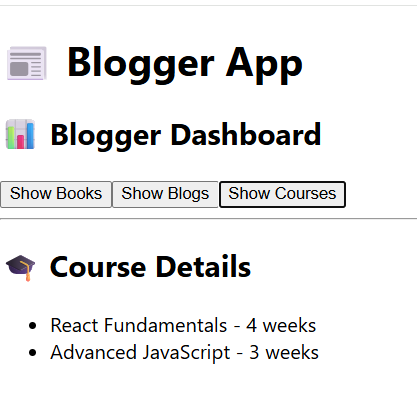 Blogger App
Blogger Dashboard
Show Books Show Blogs Show Courses
Course Details
React Fundamentals - 4 weeks
Advanced JavaScript - 3 weeks